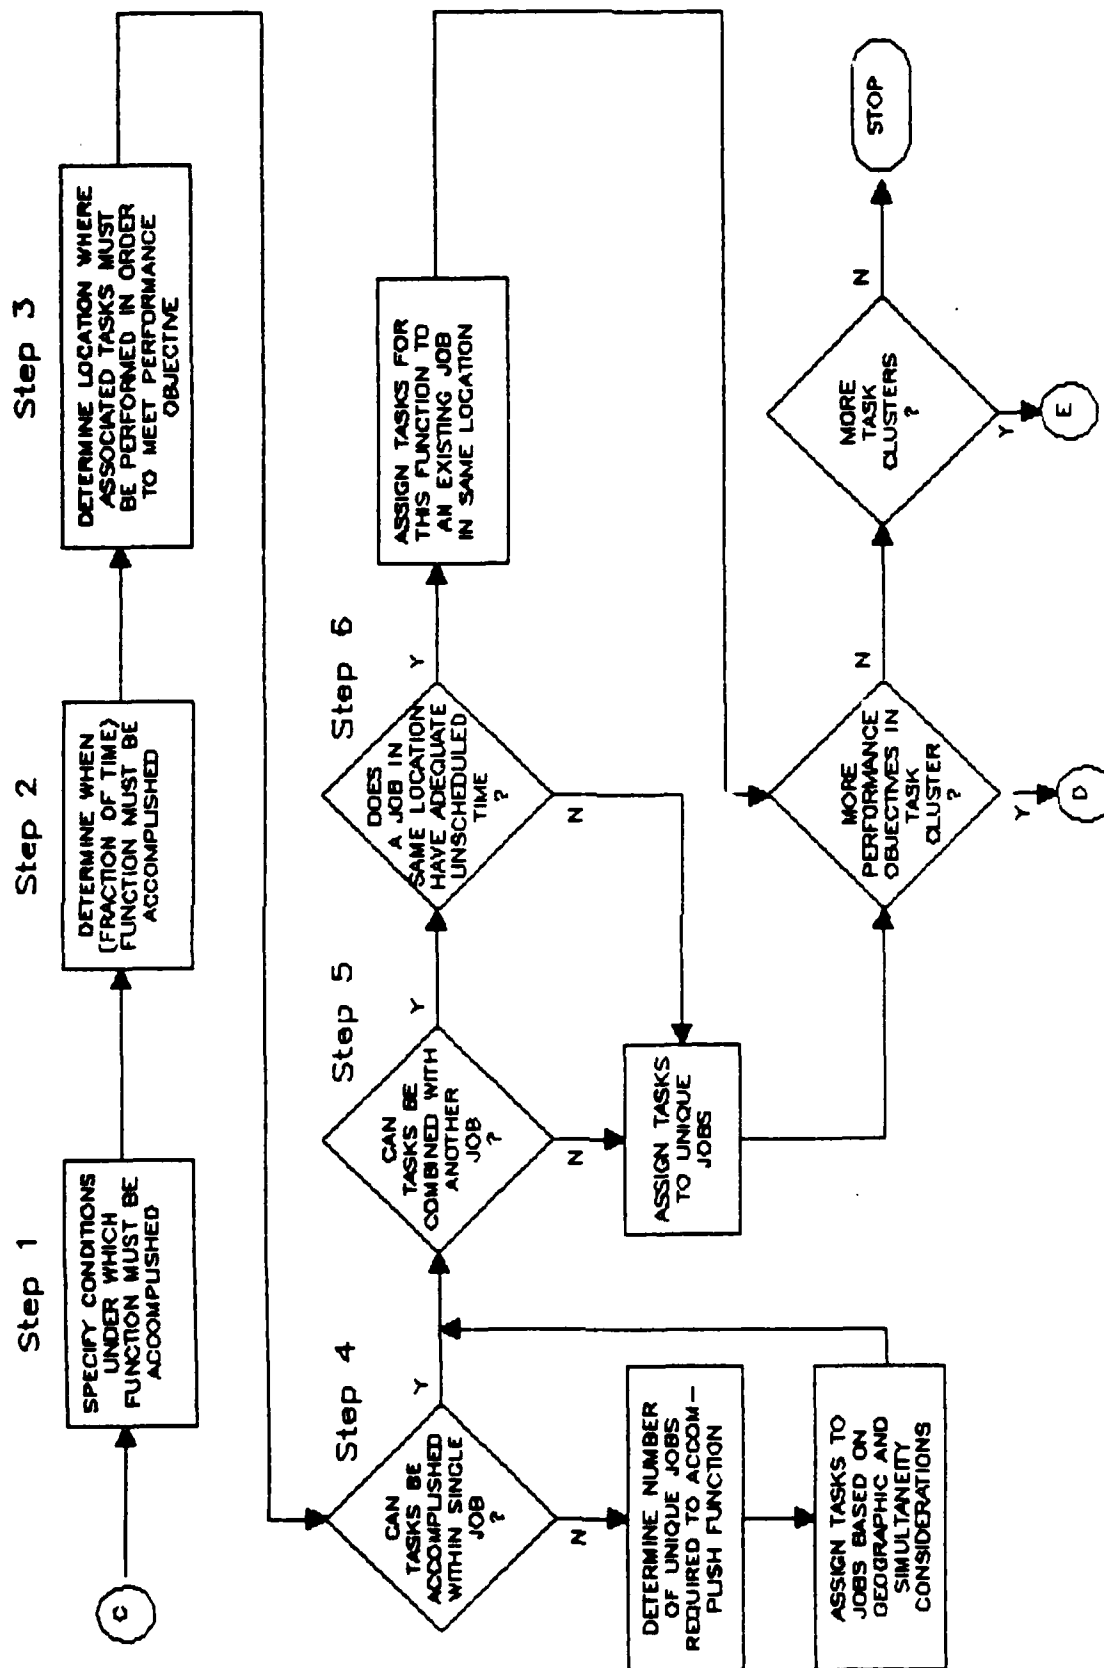 Step 1
Step 2
Step 3
C
SPECIFY CONDITIONS
UNDER WHICH
FUNCTION MUST BE
ACCOMPLISHED
DETERMINE WHEN
(FRACTION OF TIME)
FUNCTION MUST BE
ACCOMPLISHED
DETERMINE LOCATION WHERE
ASSOCIATED TASKS MUST
BE PERFORMED IN ORDER
TO MEET PERFORMANCE
OBJECTIVE
Step 4
Step 5
Step 6
CAN
TASKS BE
ACCOMPLISHED
WITHIN SINGLE
JOB
?
Y
N
CAN
TASKS BE
COMBINED WITH
ANOTHER
JOB
?
Y
N
DOES
A JOB IN
SAME LOCATION
HAVE ADEQUATE
UNSCHEDULED
TIME
?
Y
N
ASSIGN TASKS FOR
THIS FUNCTION TO
AN EXISTING JOB
IN SAME LOCATION
DETERMINE NUMBER
OF UNIQUE JOBS
REQUIRED TO ACCOM-
PLISH FUNCTION
ASSIGN TASKS
TO UNIQUE
JOBS
ASSIGN TASKS TO
JOBS BASED ON
GEOGRAPHIC AND
SIMULTANEITY
CONSIDERATIONS
MORE
PERFORMANCE
OBJECTIVES IN
TASK
CLUSTER
?
N
Y
D
MORE
TASK
CLUSTERS
?
N
Y
E
STOP